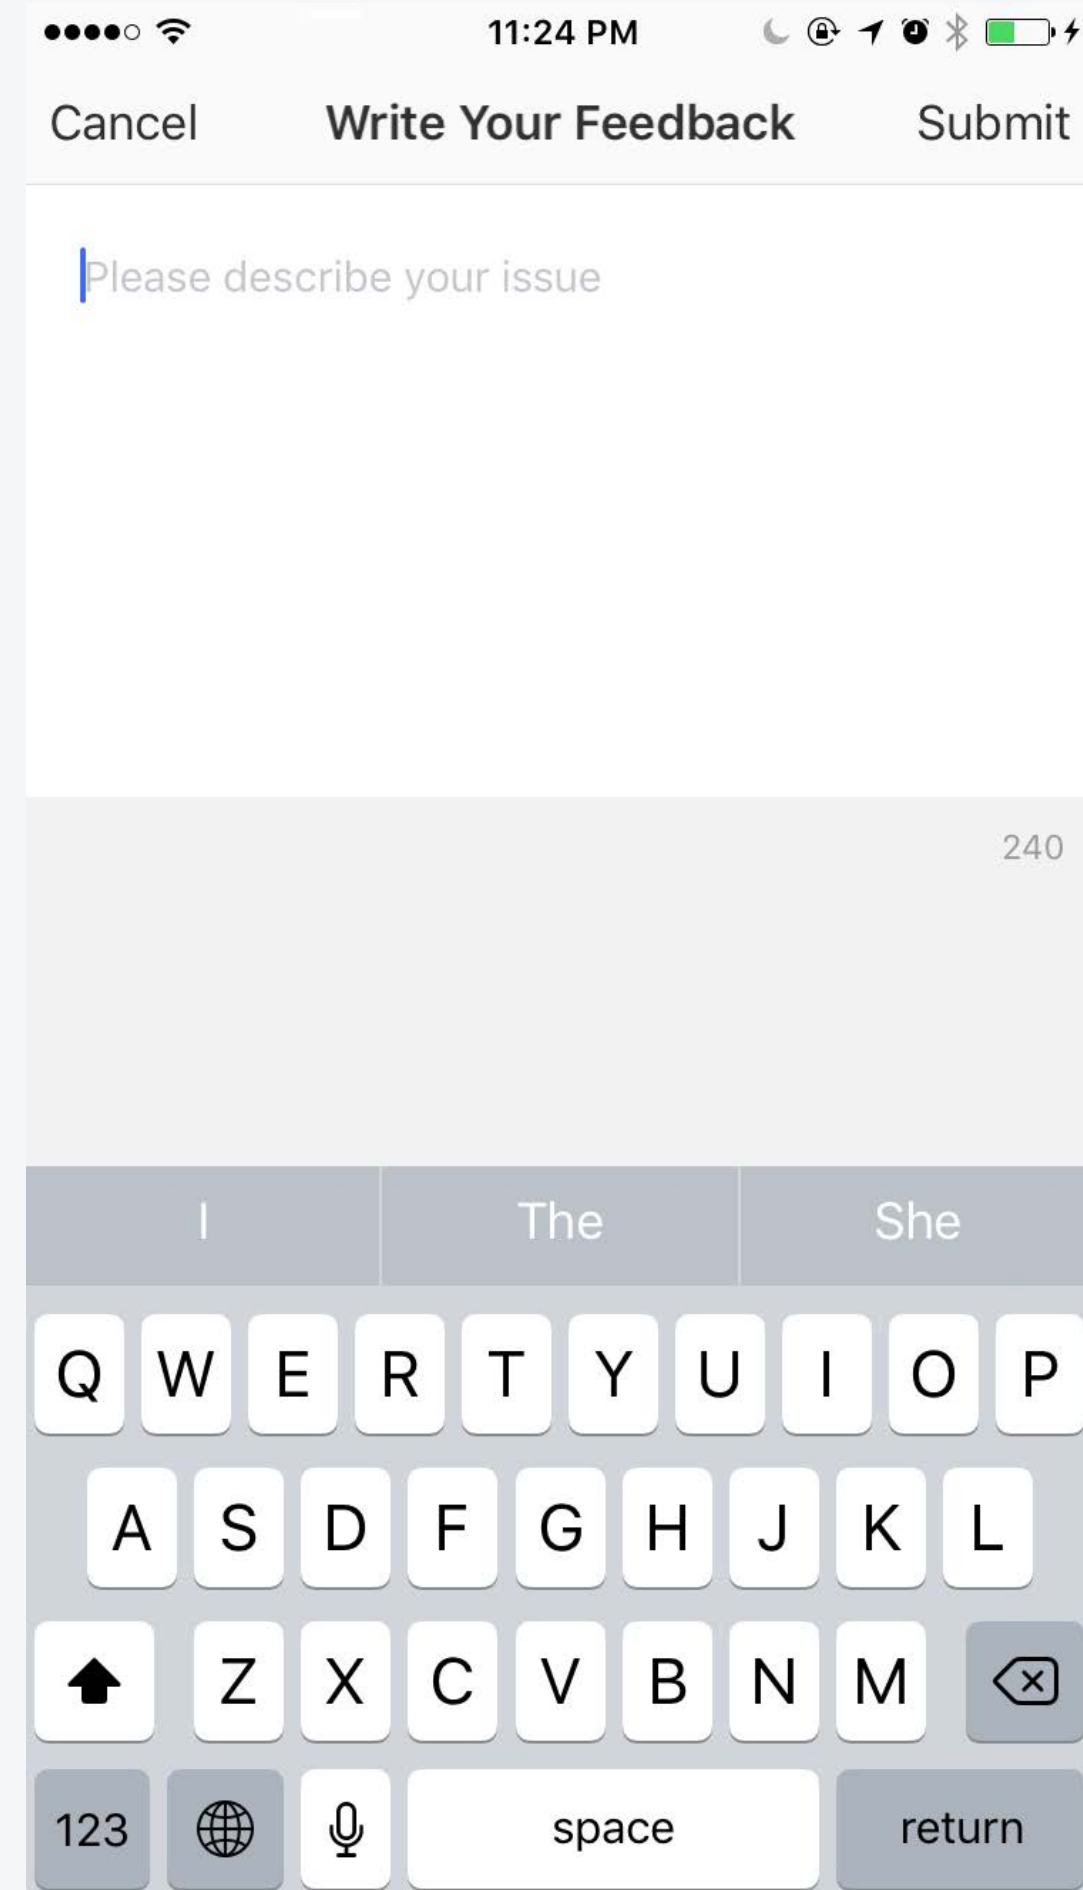 11:24 PM
Cancel Write Your Feedback Submit
Please describe your issue
240
I The She
Q W E R T Y U I O P
A S D F G H J K L
Z X C V B N M
123 space return